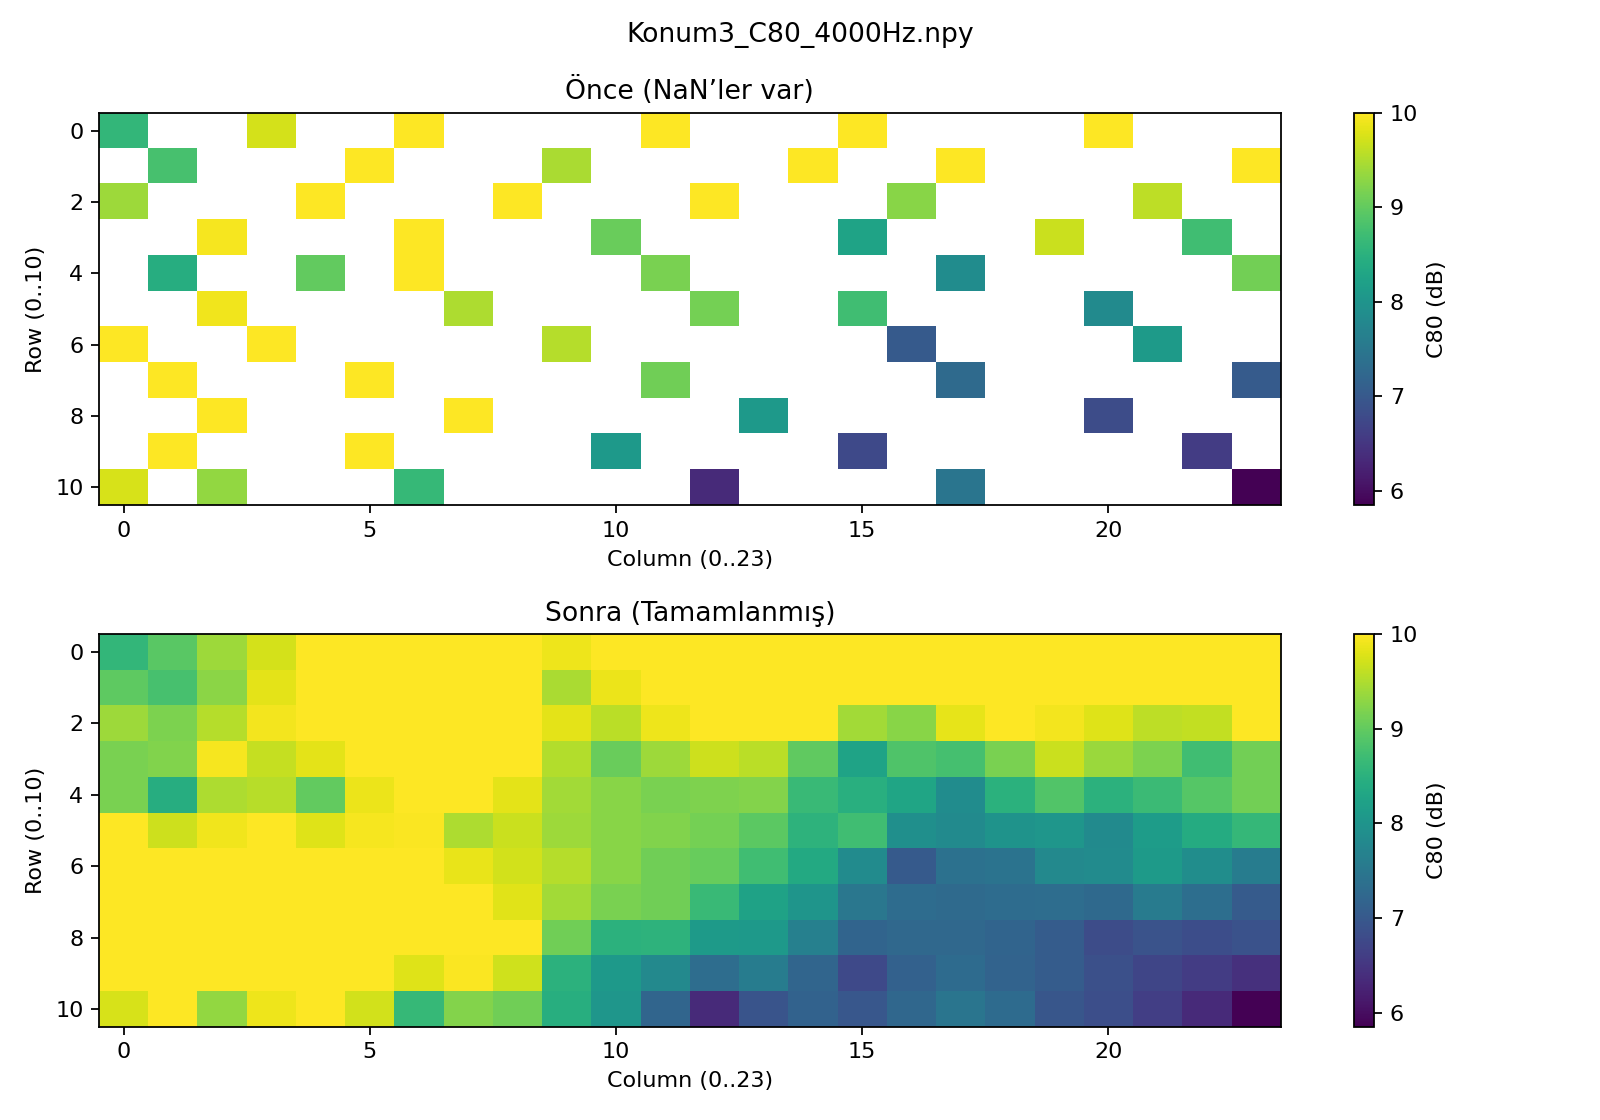 Konum3_C80_4000Hz.npy
Önce (NaN’ler var)
0
2
4
6
8
10
Row (0..10)
0 5 10 15 20
Column (0..23)
10
9
8
7
6
C80 (dB)
Sonra (Tamamlanmış)
0
2
4
6
8
10
Row (0..10)
0 5 10 15 20
Column (0..23)
10
9
8
7
6
C80 (dB)